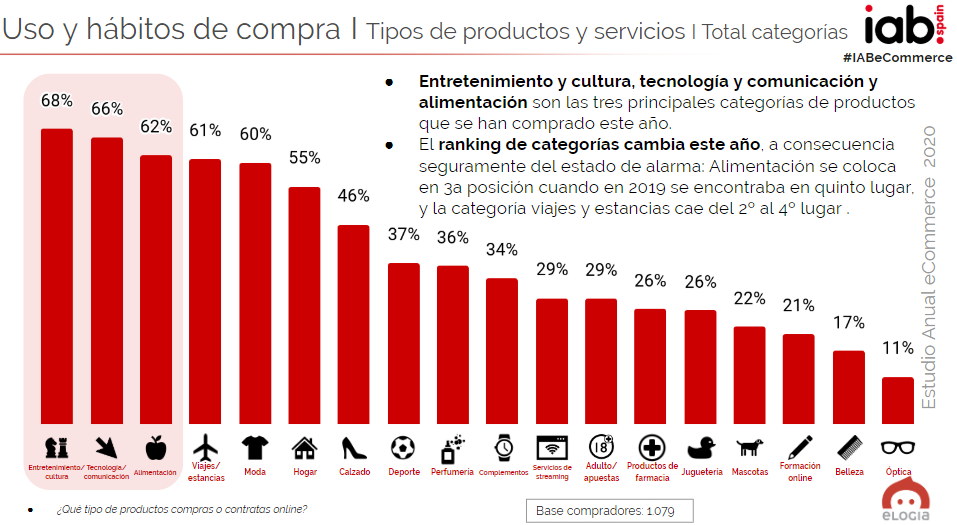 Uso y hábitos de compra I Tipos de productos y servicios I Total categorías
iab.
spain
#IABeCommerce
● Entretenimiento y cultura, tecnología y comunicación y
alimentación son las tres principales categorías de productos
que se han comprado este año.
● El ranking de categorías cambia este año, a consecuencia
seguramente del estado de alarma: Alimentación se coloca
en 3a posición cuando en 2019 se encontraba en quinto lugar,
y la categoría viajes y estancias cae del 2º al 4º lugar .
68% 66% 62% 61% 60% 55% 46% 37% 36% 34% 29% 29% 26% 26% 22% 21% 17% 11%
18+
Entretenimiento/
cultura
Tecnología/
comunicación
Alimentación
Viajes/
estancias
Moda
Hogar
Calzado
Deporte
Perfumería
Complementos
Servicios de
streaming
Adulto/
apuestas
Productos de
farmacia
Juguetería
Mascotas
Formación
online
Belleza
Óptica
Estudio Anual eCommerce 2020
● ¿Qué tipo de productos compras o contratas online?
Base compradores: 1.079
eLOGIA